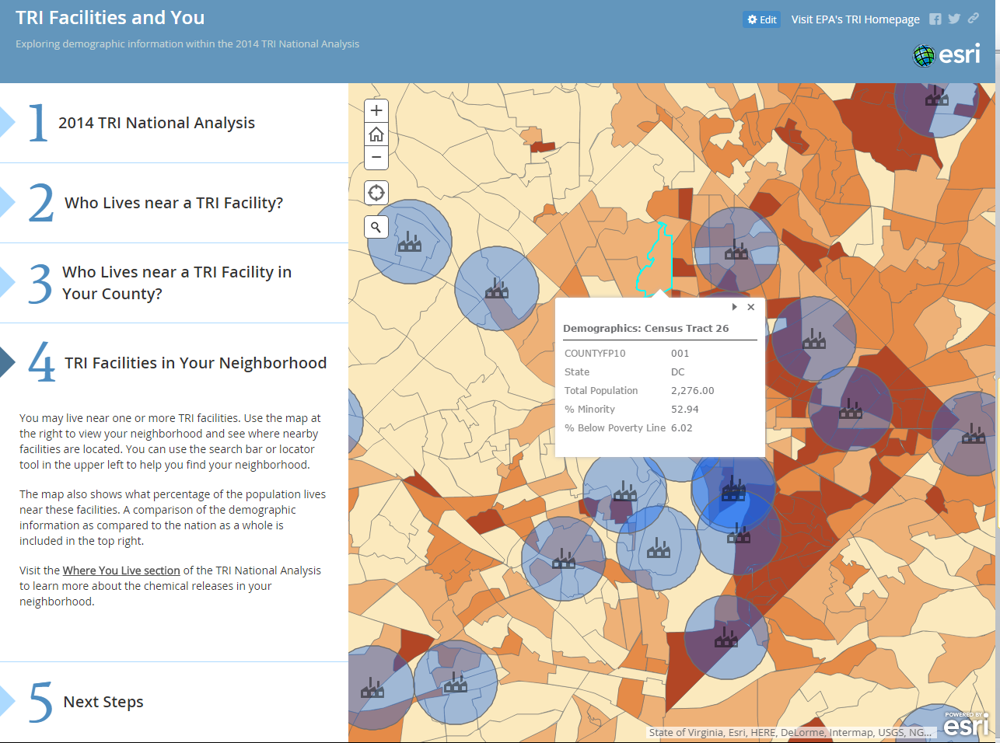 TRI Facilities and You
Exploring demographic information within the 2014 TRI National Analysis
Edit
Visit EPA's TRI Homepage
esri
1
2014 TRI National Analysis
2
Who Lives near a TRI Facility?
3
Who Lives near a TRI Facility in
Your County?
4
TRI Facilities in Your Neighborhood
You may live near one or more TRI facilities. Use the map at
the right to view your neighborhood and see where nearby
facilities are located. You can use the search bar or locator
tool in the upper left to help you find your neighborhood.
The map also shows what percentage of the population lives
near these facilities. A comparison of the demographic
information as compared to the nation as a whole is
included in the top right.
Visit the Where You Live section of the TRI National Analysis
to learn more about the chemical releases in your
neighborhood.
5
Next Steps
+
−
Demographics: Census Tract 26
COUNTYFP10 001
State DC
Total Population 2,276.00
% Minority 52.94
% Below Poverty Line 6.02
State of Virginia, Esri, HERE, DeLorme, Intermap, USGS, NG...
POWERED BY
esri